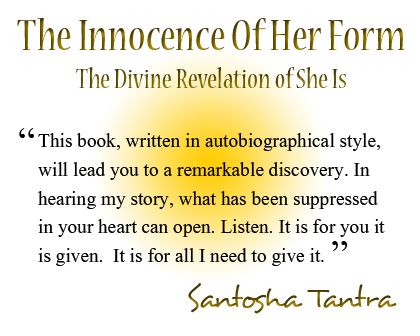 The Innocence Of Her Form
The Divine Revelation of She Is
“ This book, written in autobiographical style,
will lead you to a remarkable discovery. In
hearing my story, what has been suppressed
in your heart can open. Listen. It is for you it
is given.  It is for all I need to give it. ”
Santosha Tantra